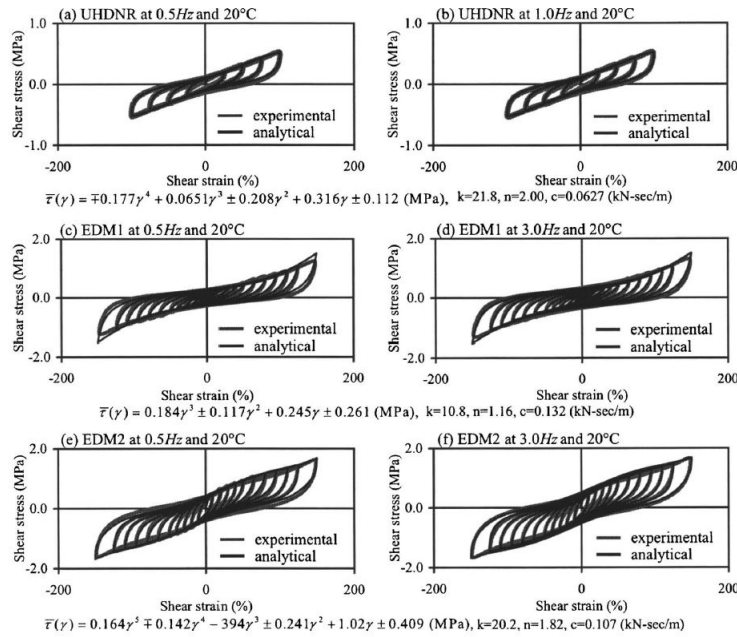 (a) UHDNR at 0.5Hz and 20°C
(b) UHDNR at 1.0Hz and 20°C
Shear stress (MPa)
1.0
0.0
-1.0
experimental
analytical
-200 0 200
Shear strain (%)
Shear stress (MPa)
1.0
0.0
-1.0
experimental
analytical
-200 0 200
Shear strain (%)
τ̄(γ) = ∓0.177γ⁴ + 0.0651γ³ ± 0.208γ² + 0.316γ ± 0.112 (MPa), k=21.8, n=2.00, c=0.0627 (kN-sec/m)
(c) EDM1 at 0.5Hz and 20°C
(d) EDM1 at 3.0Hz and 20°C
Shear stress (MPa)
2.0
0.0
-2.0
experimental
analytical
-200 0 200
Shear strain (%)
Shear stress (MPa)
2.0
0.0
-2.0
experimental
analytical
-200 0 200
Shear strain (%)
τ̄(γ) = 0.184γ³ ± 0.117γ² + 0.245γ ± 0.261 (MPa), k=10.8, n=1.16, c=0.132 (kN-sec/m)
(e) EDM2 at 0.5Hz and 20°C
(f) EDM2 at 3.0Hz and 20°C
Shear stress (MPa)
2.0
0.0
-2.0
experimental
analytical
-200 0 200
Shear strain (%)
Shear stress (MPa)
2.0
0.0
-2.0
experimental
analytical
-200 0 200
Shear strain (%)
τ̄(γ) = 0.164γ⁵ ∓ 0.142γ⁴ − 394γ³ ± 0.241γ² + 1.02γ ± 0.409 (MPa), k=20.2, n=1.82, c=0.107 (kN-sec/m)